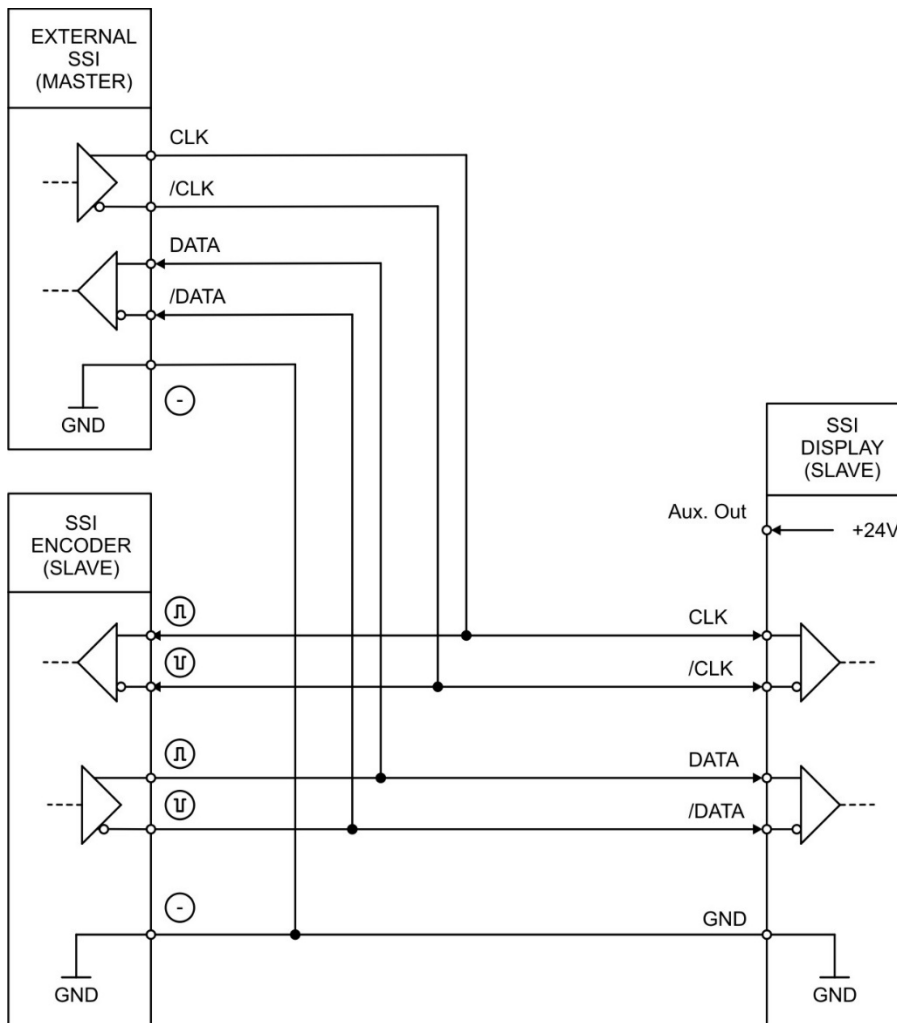 EXTERNAL
SSI
(MASTER)
CLK
/CLK
DATA
/DATA
-
GND
SSI
ENCODER
(SLAVE)
-
GND
SSI
DISPLAY
(SLAVE)
Aux. Out
+24V
CLK
/CLK
DATA
/DATA
GND
GND